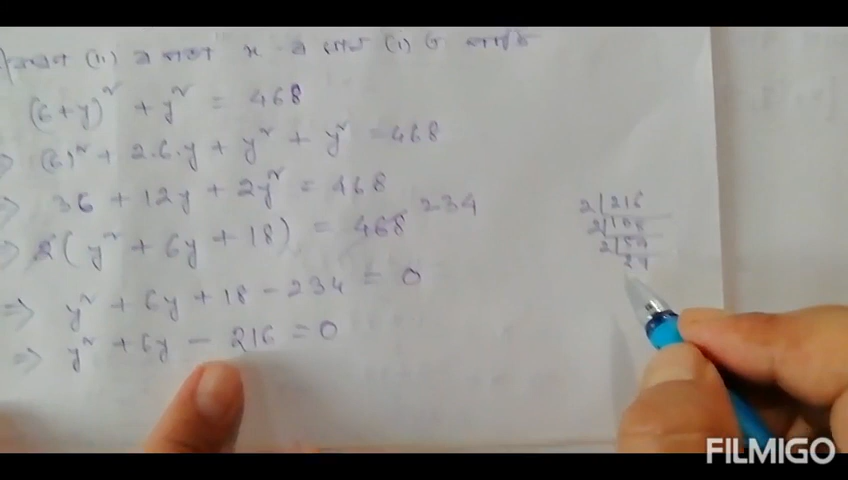 (ii) x (i)
(6+y)² + y² = 468
⇒ (6)² + 2.6.y + y² + y² = 468
⇒ 36 + 12y + 2y² = 468
⇒ 2(y² + 6y + 18) = 468 234
⇒ y² + 6y + 18 - 234 = 0
⇒ y² + 6y - 216 = 0
2 | 216
2 | 108
2 | 54
27
FILMIGO